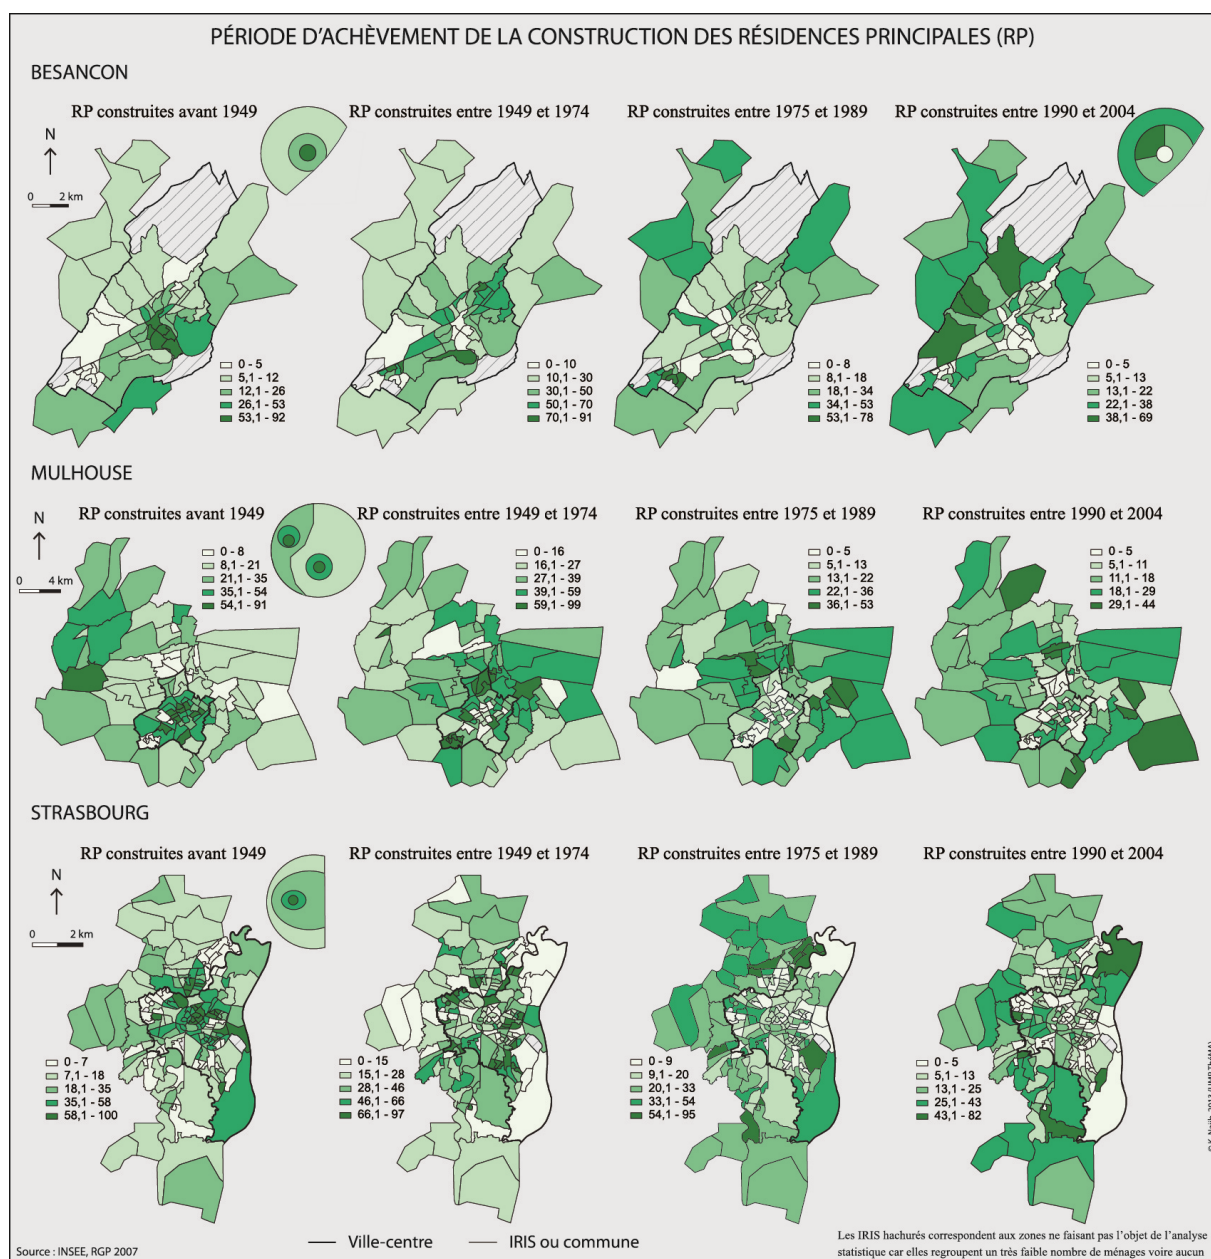 PÉRIODE D'ACHÈVEMENT DE LA CONSTRUCTION DES RÉSIDENCES PRINCIPALES (RP)
BESANCON
RP construites avant 1949
RP construites entre 1949 et 1974
RP construites entre 1975 et 1989
RP construites entre 1990 et 2004
N
0 2 km
0 - 5
5,1 - 12
12,1 - 26
26,1 - 53
53,1 - 92
0 - 10
10,1 - 30
30,1 - 50
50,1 - 70
70,1 - 91
0 - 8
8,1 - 18
18,1 - 34
34,1 - 53
53,1 - 78
0 - 5
5,1 - 13
13,1 - 22
22,1 - 38
38,1 - 69
MULHOUSE
RP construites avant 1949
RP construites entre 1949 et 1974
RP construites entre 1975 et 1989
RP construites entre 1990 et 2004
N
0 4 km
0 - 8
8,1 - 21
21,1 - 35
35,1 - 54
54,1 - 91
0 - 16
16,1 - 27
27,1 - 39
39,1 - 59
59,1 - 99
0 - 5
5,1 - 13
13,1 - 22
22,1 - 36
36,1 - 53
0 - 5
5,1 - 11
11,1 - 18
18,1 - 29
29,1 - 44
STRASBOURG
RP construites avant 1949
RP construites entre 1949 et 1974
RP construites entre 1975 et 1989
RP construites entre 1990 et 2004
N
0 2 km
0 - 7
7,1 - 18
18,1 - 35
35,1 - 58
58,1 - 100
0 - 15
15,1 - 28
28,1 - 46
46,1 - 66
66,1 - 97
0 - 9
9,1 - 20
20,1 - 33
33,1 - 54
54,1 - 95
0 - 5
5,1 - 13
13,1 - 25
25,1 - 43
43,1 - 82
Source : INSEE, RGP 2007
Ville-centre
IRIS ou commune
Les IRIS hachurés correspondent aux zones ne faisant pas l'objet de l'analyse
statistique car elles regroupent un très faible nombre de ménages voire aucun